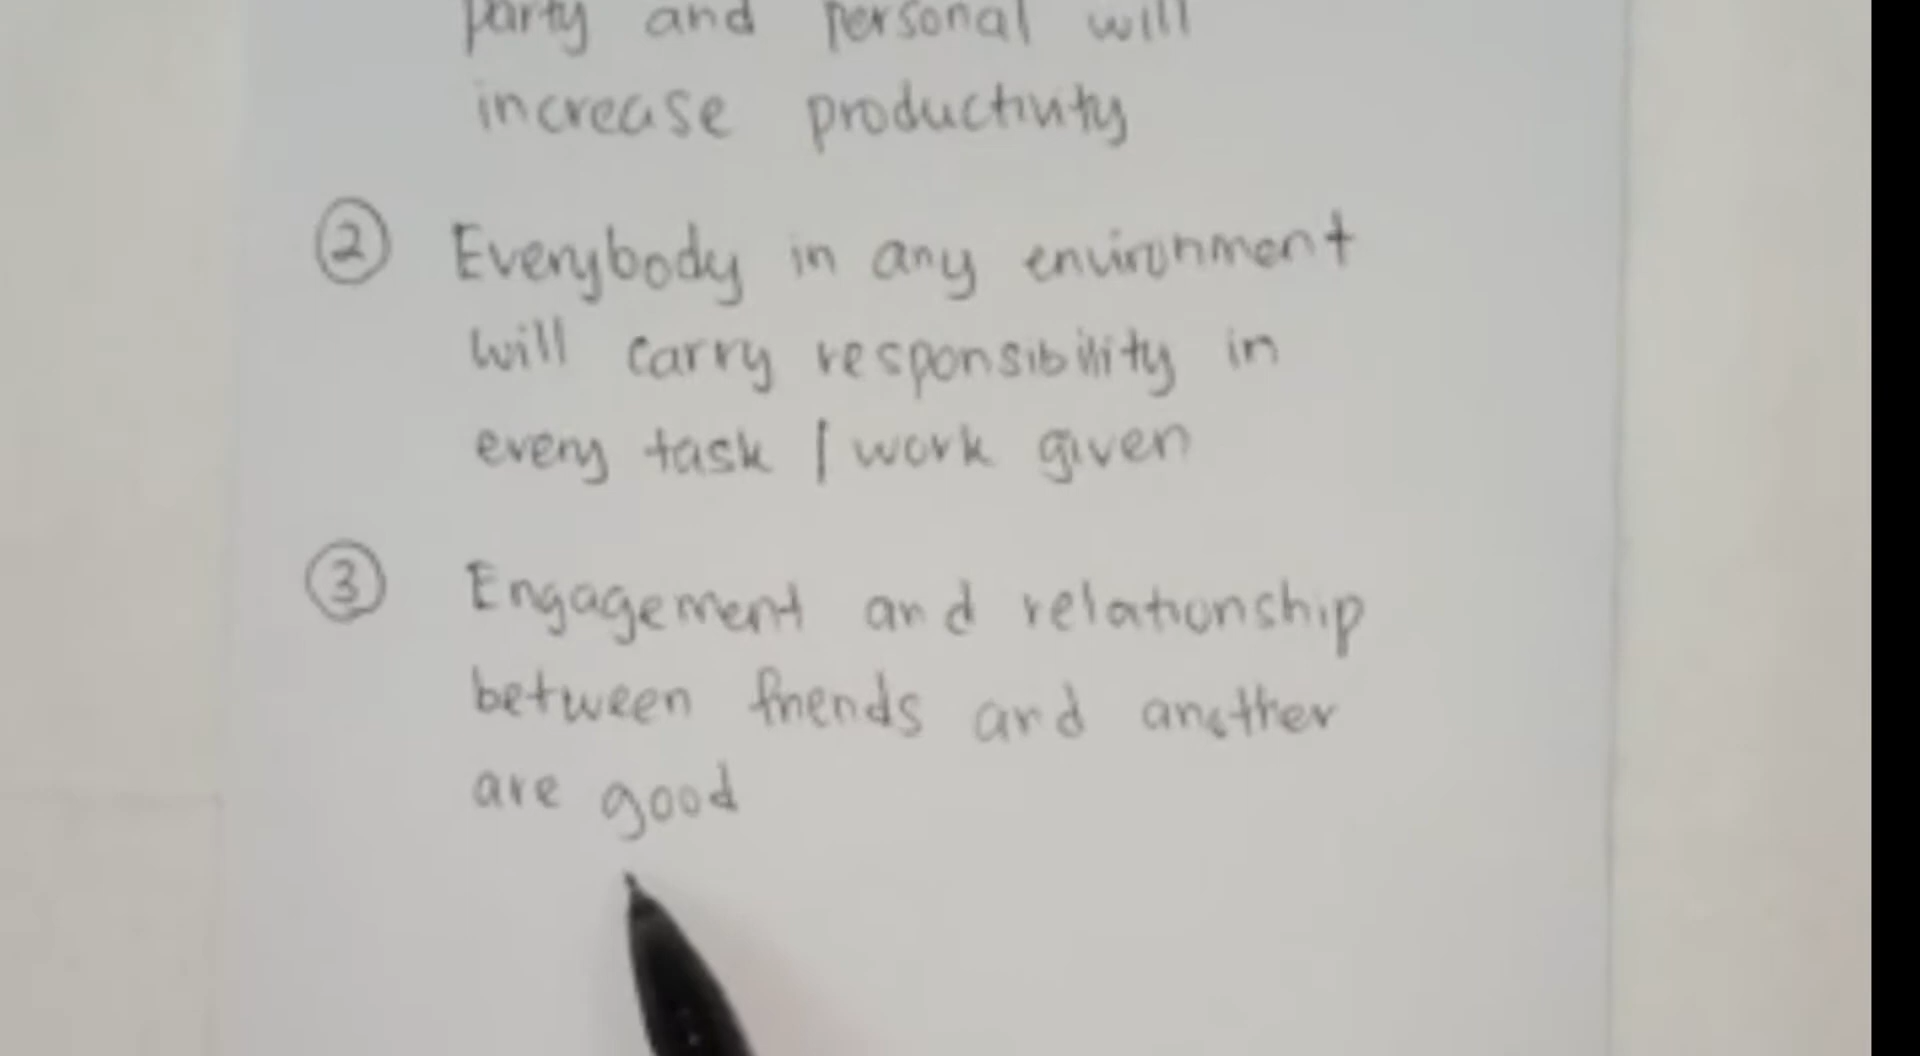 party and personal will
increase productivity
② Everybody in any environment
will carry responsibility in
every task / work given
③ Engagement and relationship
between friends and another
are good